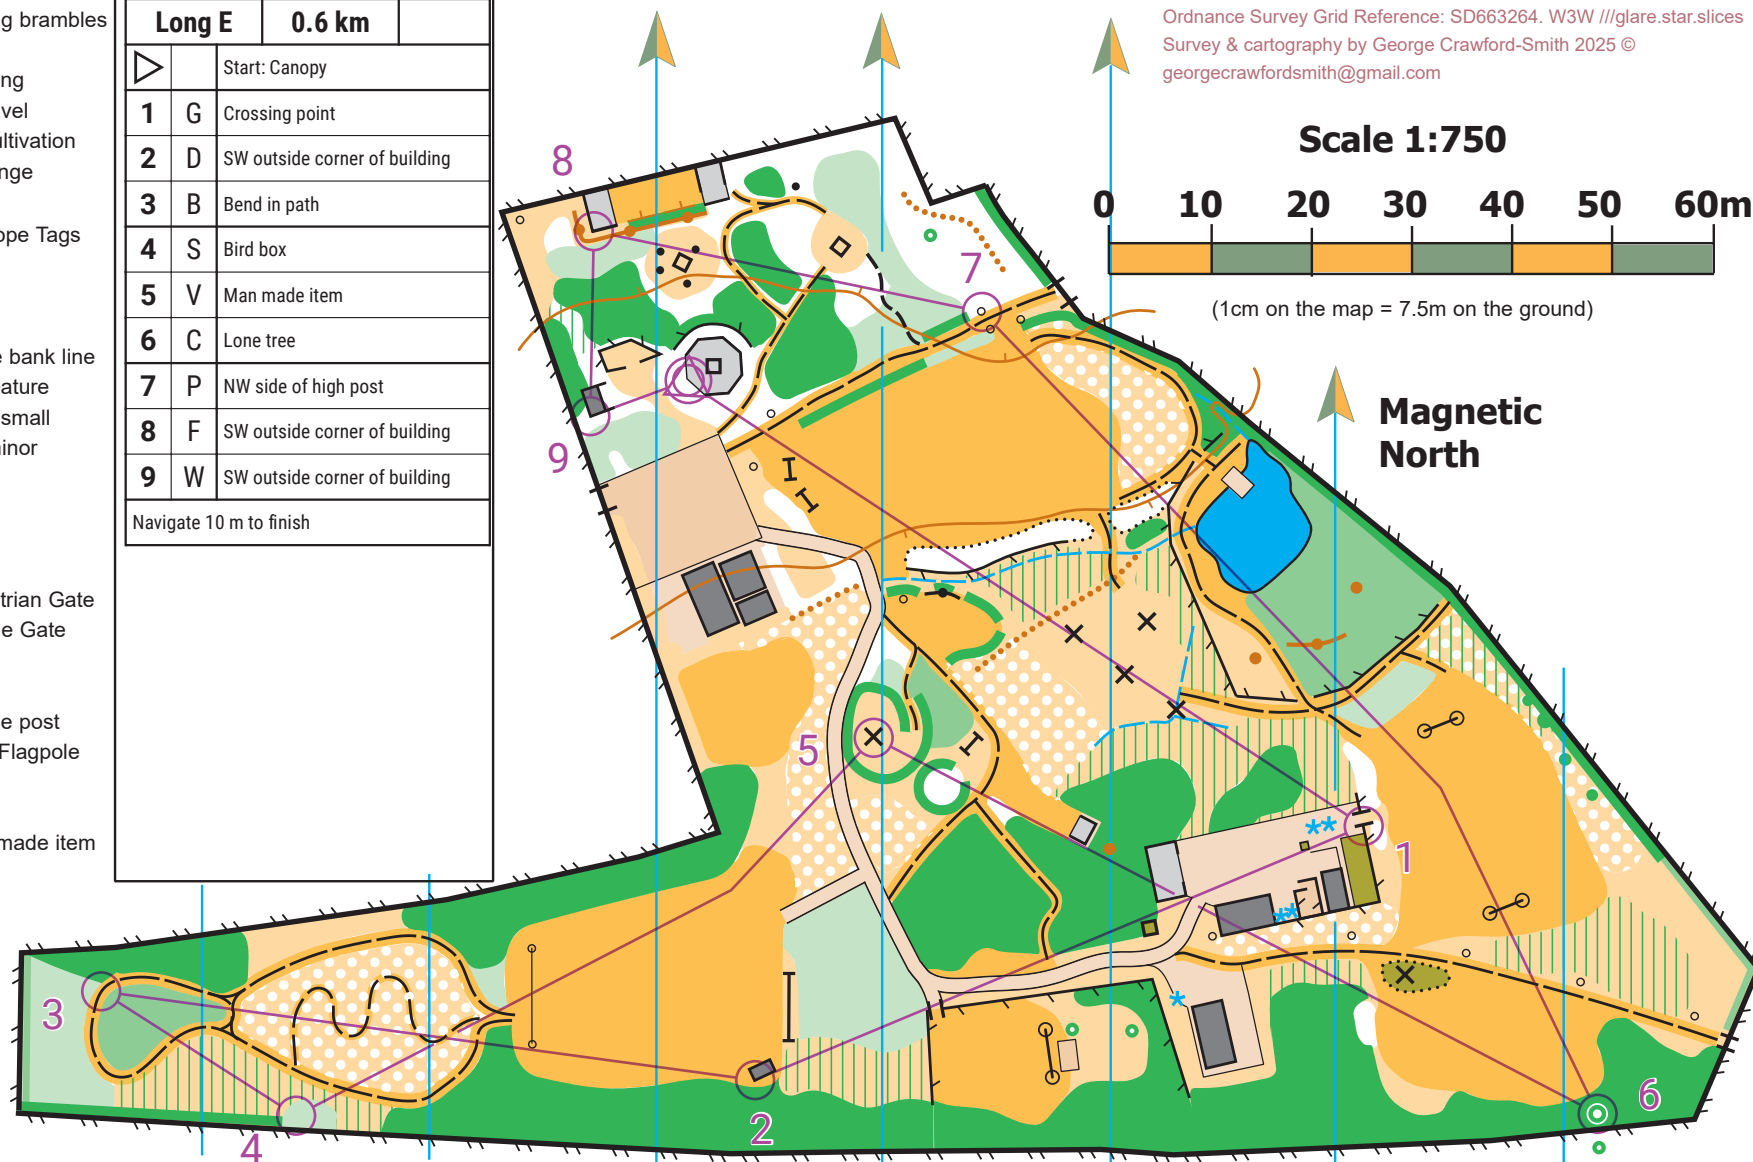 g brambles
ng
vel
ultivation
nge
ope Tags
e bank line
ature
small
inor
trian Gate
e Gate
e post
Flagpole
made item
Long E 0.6 km
Start: Canopy
1 G Crossing point
2 D SW outside corner of building
3 B Bend in path
4 S Bird box
5 V Man made item
6 C Lone tree
7 P NW side of high post
8 F SW outside corner of building
9 W SW outside corner of building
Navigate 10 m to finish
Ordnance Survey Grid Reference: SD663264. W3W ///glare.star.slices
Survey & cartography by George Crawford-Smith 2025 ©
georgecrawfordsmith@gmail.com
Scale 1:750
0 10 20 30 40 50 60m
(1cm on the map = 7.5m on the ground)
Magnetic
North
8
7
9
5
1
3
6
2
4